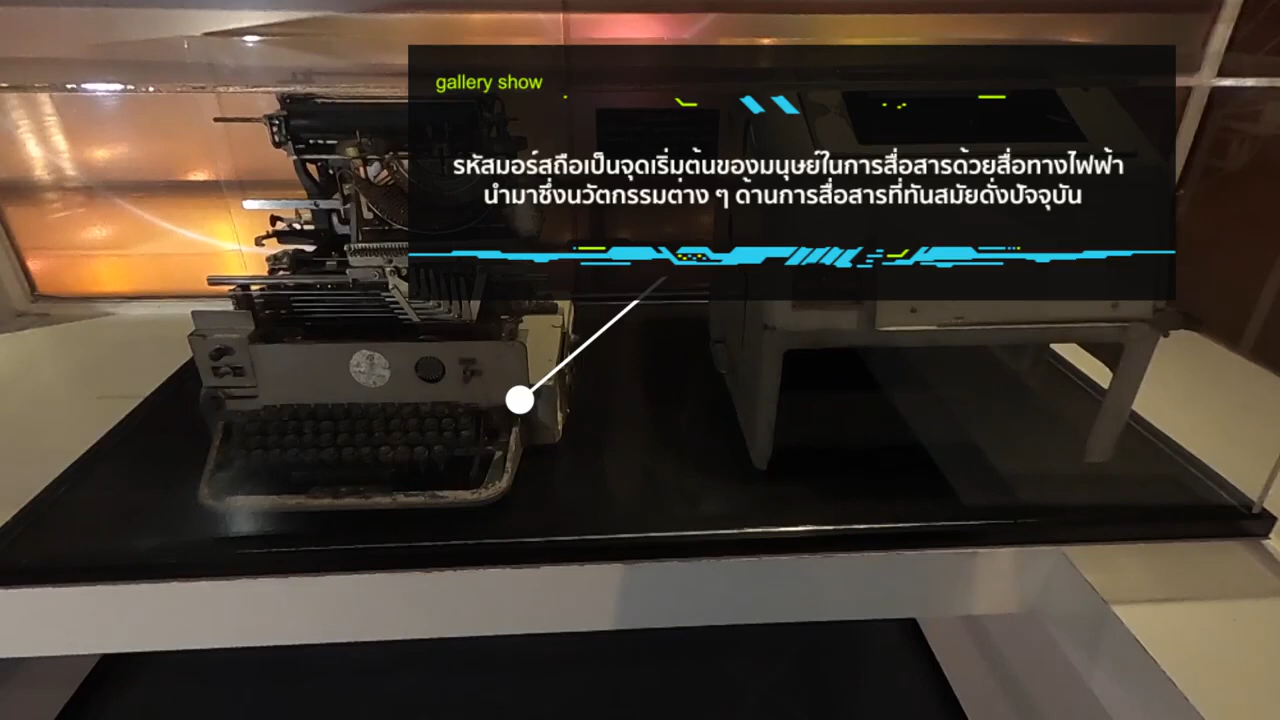 gallery show
รหัสมอร์สถือเป็นจุดเริ่มต้นของมนุษย์ในการสื่อสารด้วยสื่อทางไฟฟ้า
นำมาซึ่งนวัตกรรมต่าง ๆ ด้านการสื่อสารที่ทันสมัยดั่งปัจจุบัน